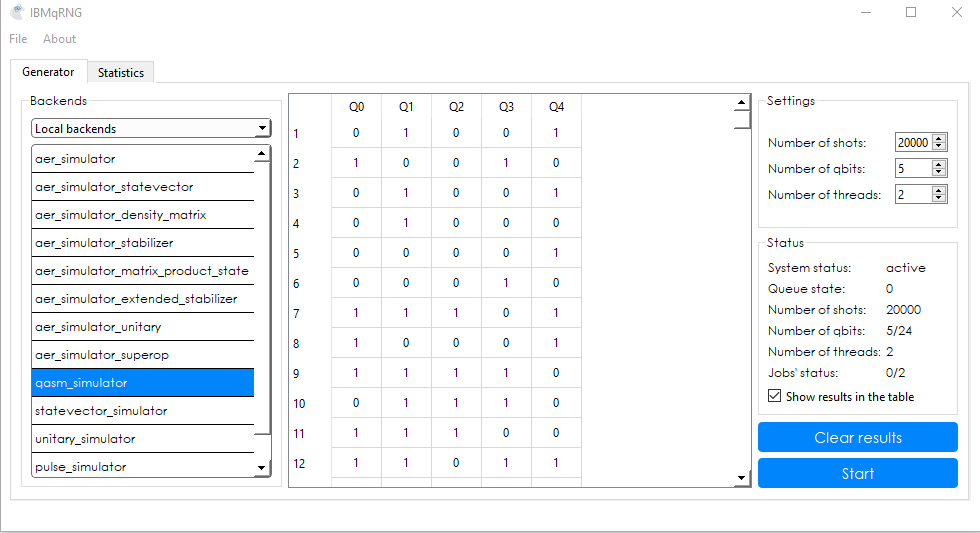 IBMqRNG
File About
Generator Statistics
Backends
Local backends
aer_simulator
aer_simulator_statevector
aer_simulator_density_matrix
aer_simulator_stabilizer
aer_simulator_matrix_product_state
aer_simulator_extended_stabilizer
aer_simulator_unitary
aer_simulator_superop
qasm_simulator
statevector_simulator
unitary_simulator
pulse_simulator
Q0 Q1 Q2 Q3 Q4
1 0 1 0 0 1
2 1 0 0 1 0
3 0 1 0 0 1
4 0 1 0 0 0
5 0 0 0 0 1
6 0 0 0 1 0
7 1 1 1 0 1
8 1 0 0 0 1
9 1 1 1 1 0
10 0 1 1 1 0
11 1 1 1 0 0
12 1 1 0 1 1
Settings
Number of shots: 20000
Number of qbits: 5
Number of threads: 2
Status
System status: active
Queue state: 0
Number of shots: 20000
Number of qbits: 5/24
Number of threads: 2
Jobs' status: 0/2
Show results in the table
Clear results
Start